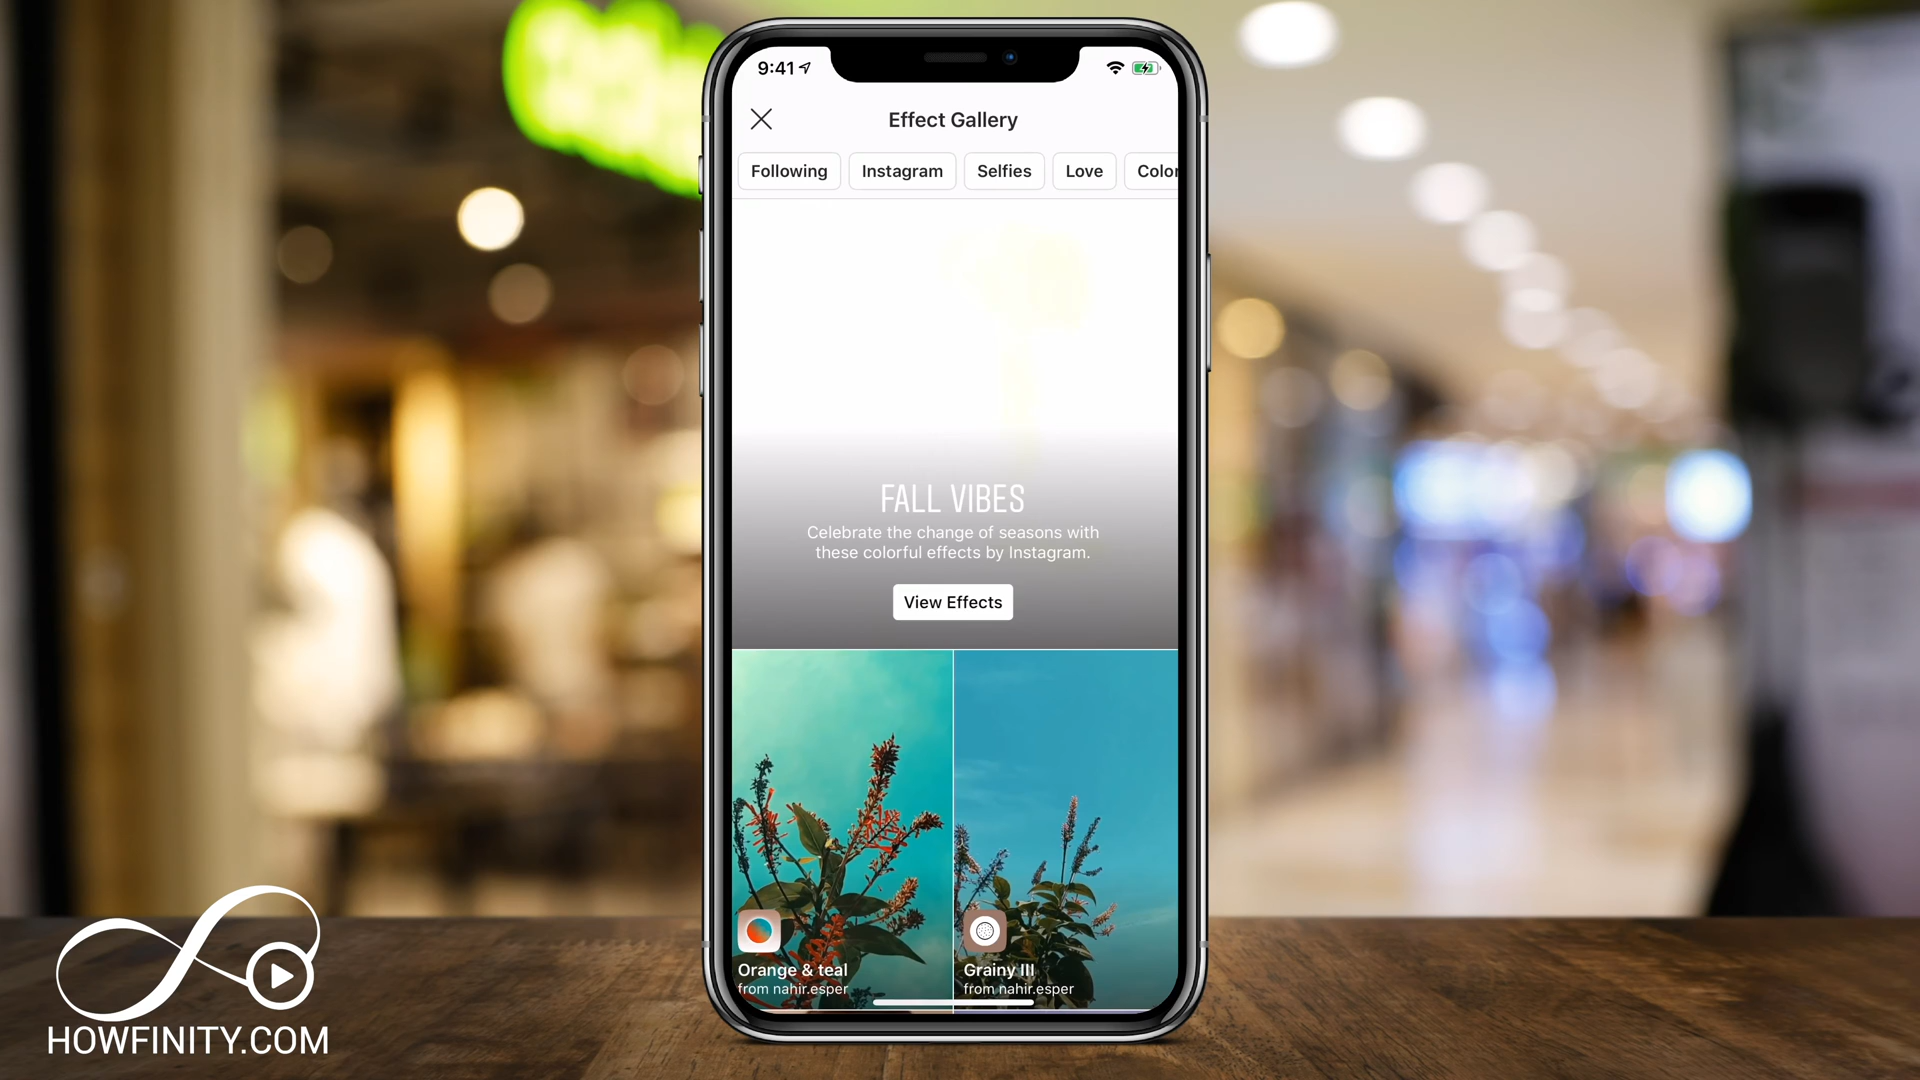 9:41
Effect Gallery
Following Instagram Selfies Love Color
FALL VIBES
Celebrate the change of seasons with
these colorful effects by Instagram.
View Effects
Orange & teal
from nahir.esper
Grainy III
from nahir.esper
HOWFINITY.COM